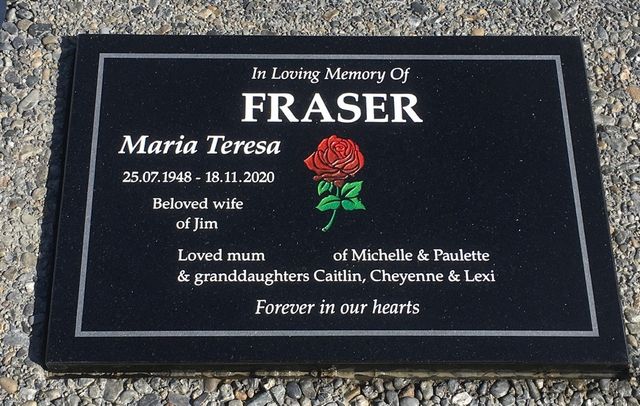 In Loving Memory Of
FRASER
Maria Teresa
25.07.1948 - 18.11.2020
Beloved wife
of Jim
Loved mum of Michelle & Paulette
& granddaughters Caitlin, Cheyenne & Lexi
Forever in our hearts